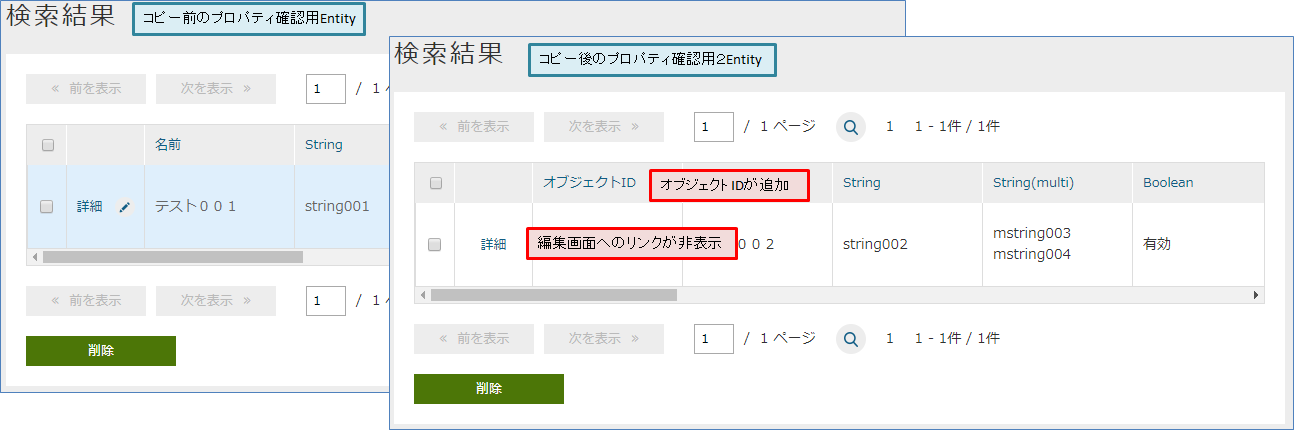 検索結果 コピー前のプロパティ確認用Entity
« 前を表示 次を表示 » 1 / 1
名前 String
詳細 テスト００１ string001
« 前を表示 次を表示 » 1 / 1
削除
検索結果 コピー後のプロパティ確認用２Entity
« 前を表示 次を表示 » 1 / 1 ページ 1 1 - 1件 / 1件
オブジェクトID オブジェクトIDが追加 String String(multi) Boolean
詳細 編集画面へのリンクが非表示 ００２ string002 mstring003 有効
mstring004
« 前を表示 次を表示 » 1 / 1 ページ 1 1 - 1件 / 1件
削除